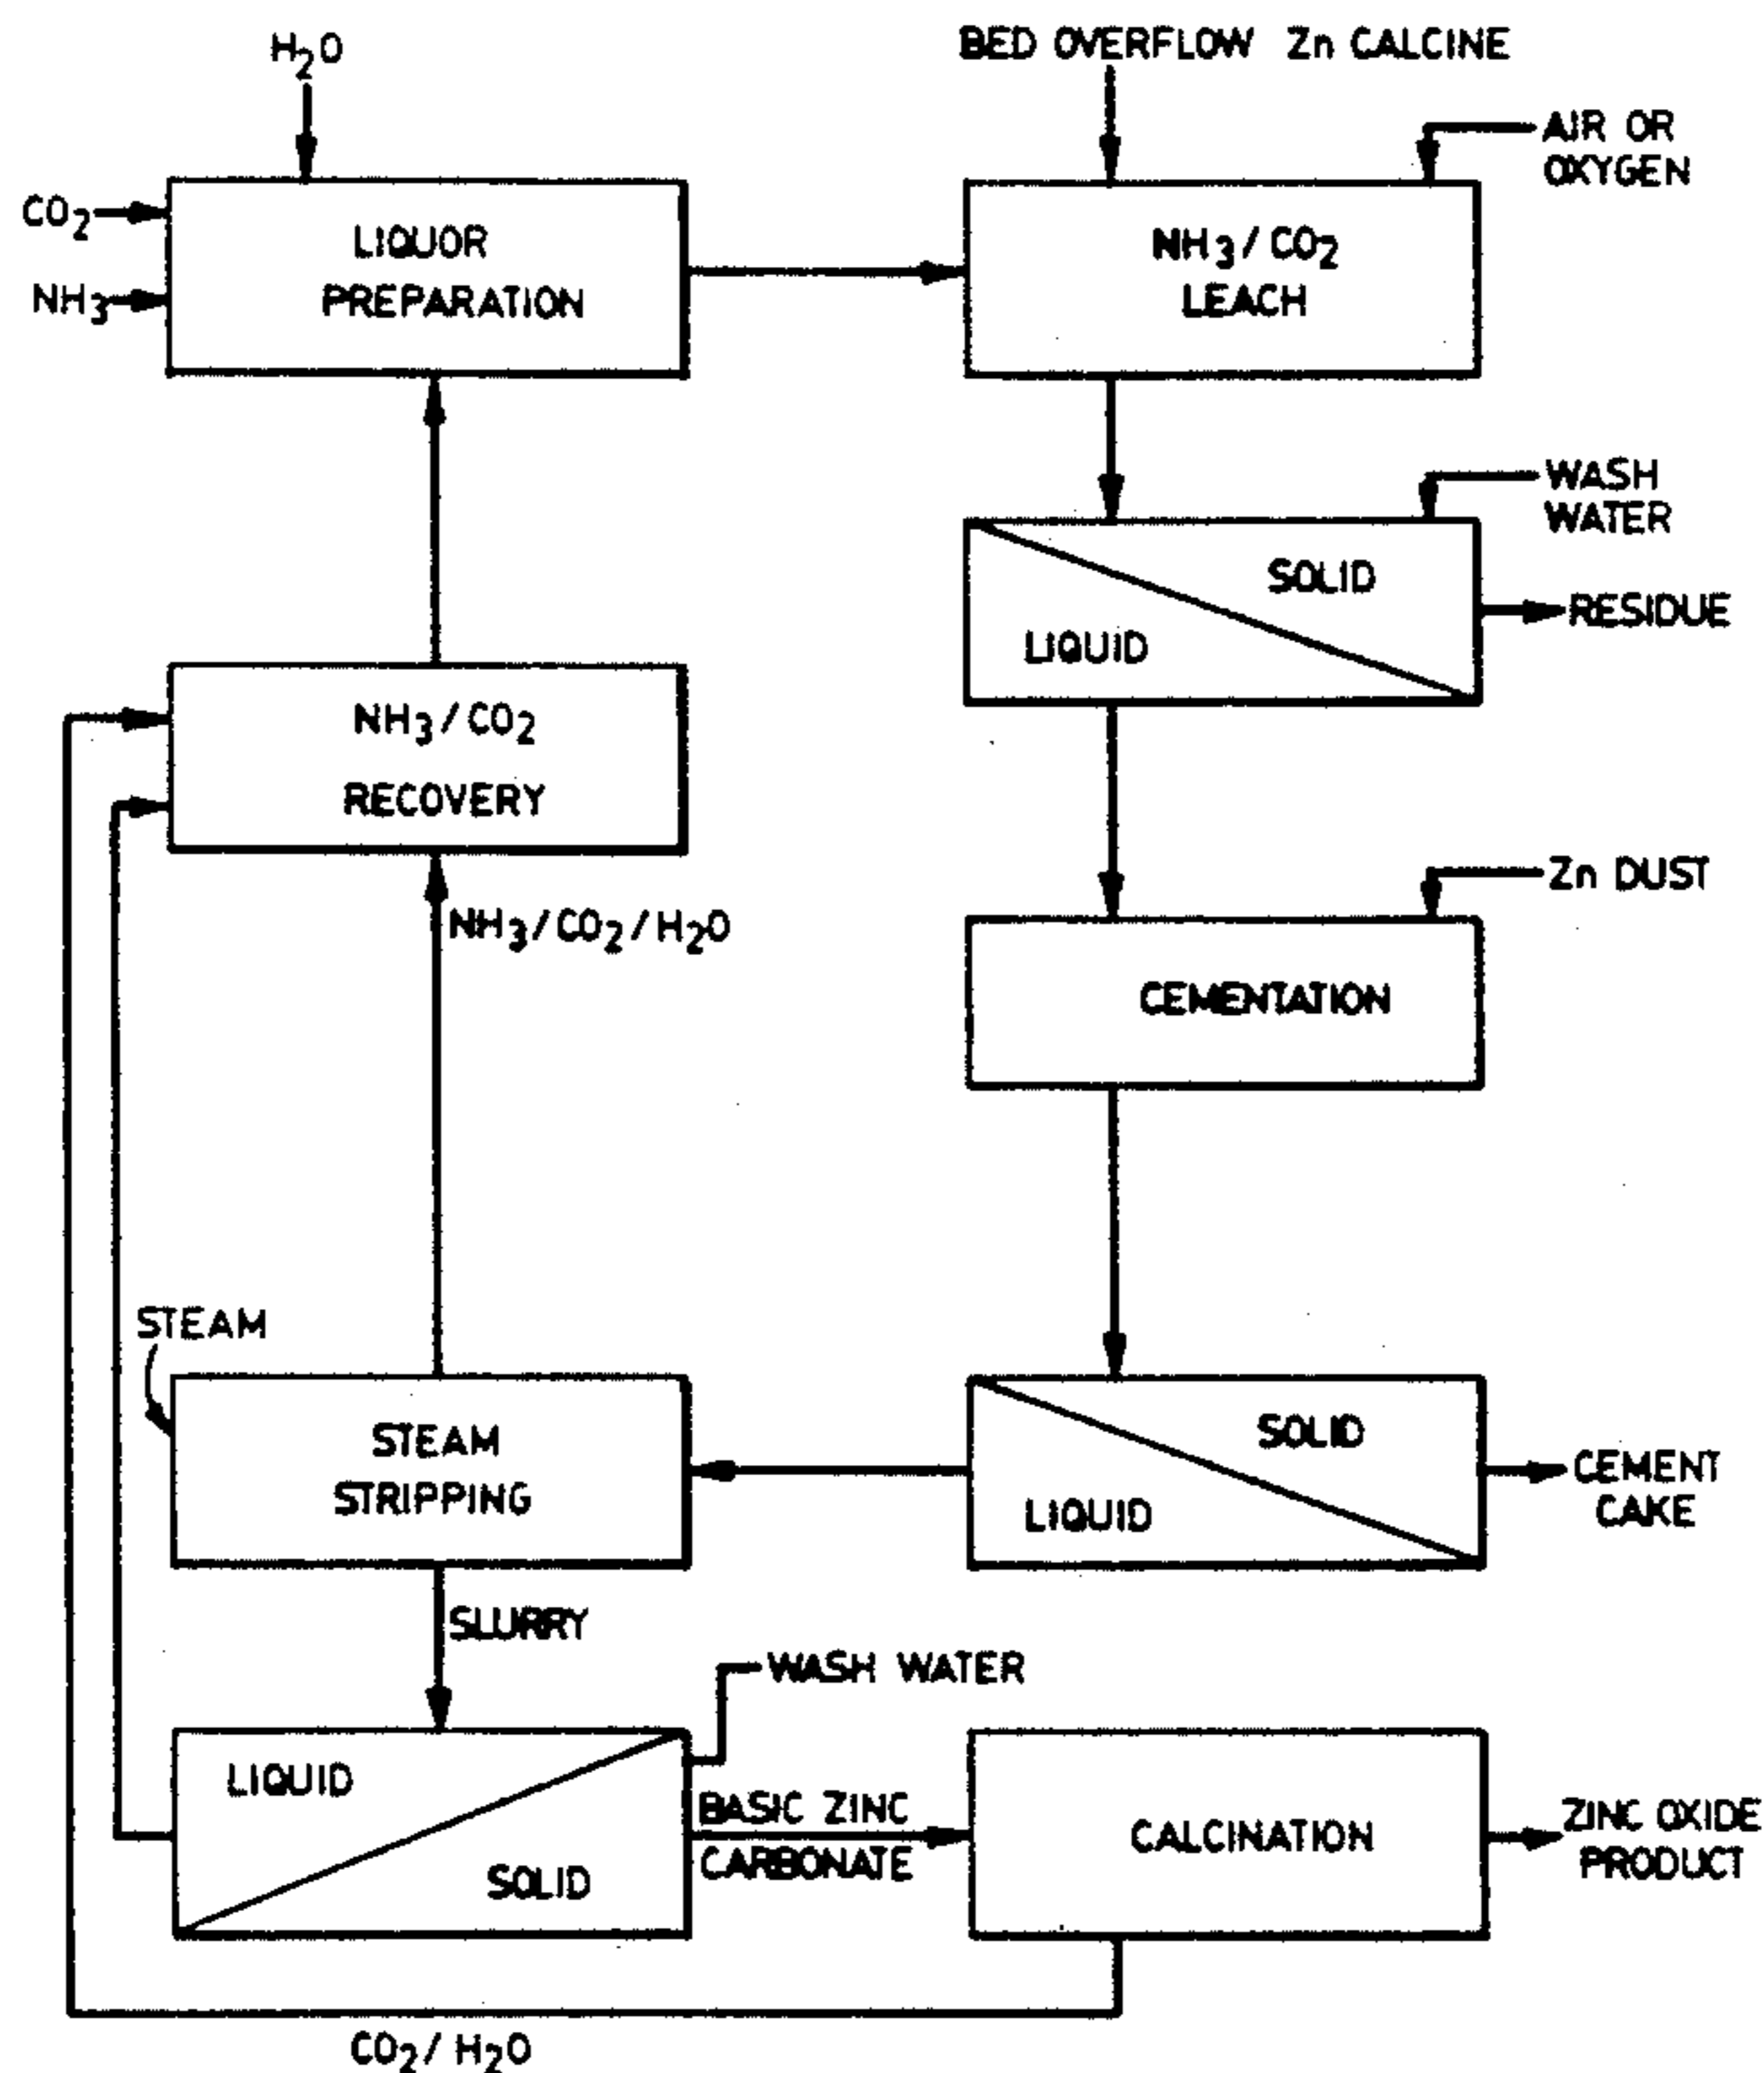 H2O
BED OVERFLOW Zn CALCINE
AIR OR
OXYGEN
CO2
NH3
LIQUOR
PREPARATION
NH3/CO2
LEACH
WASH
WATER
SOLID
LIQUID
RESIDUE
NH3/CO2
RECOVERY
NH3/CO2/H2O
Zn DUST
CEMENTATION
STEAM
STEAM
STRIPPING
SOLID
LIQUID
CEMENT
CAKE
SLURRY
WASH WATER
LIQUID
SOLID
BASIC ZINC
CARBONATE
CALCINATION
ZINC OXIDE
PRODUCT
CO2/H2O